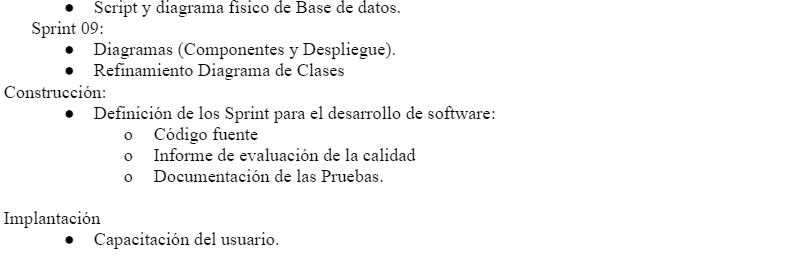 ● Script y diagrama físico de Base de datos.
Sprint 09:
● Diagramas (Componentes y Despliegue).
● Refinamiento Diagrama de Clases
Construcción:
● Definición de los Sprint para el desarrollo de software:
o Código fuente
o Informe de evaluación de la calidad
o Documentación de las Pruebas.
Implantación
● Capacitación del usuario.